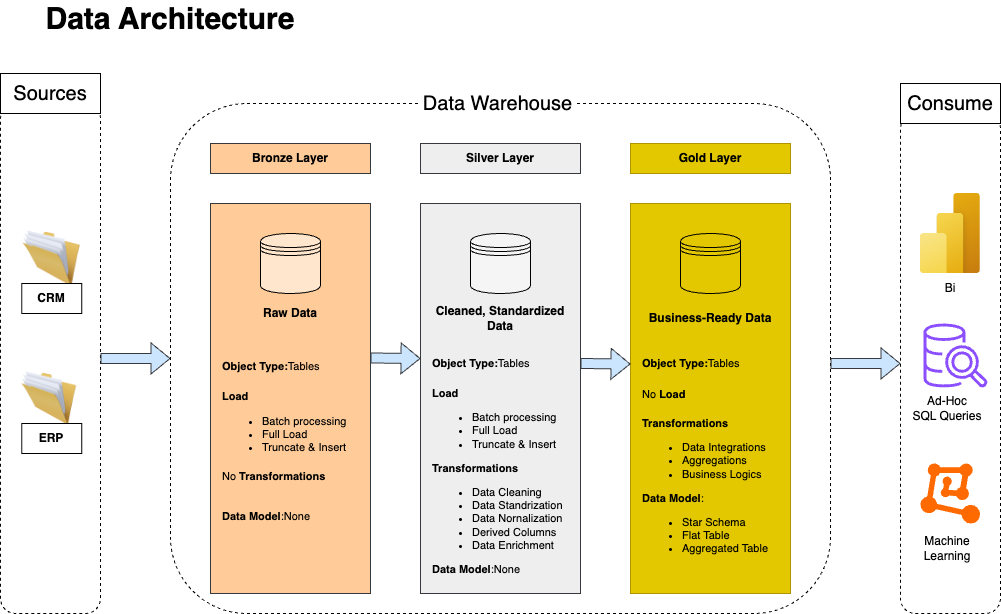 Data Architecture
Sources
CRM
ERP
Data Warehouse
Bronze Layer
Raw Data
Object Type:Tables
Load
• Batch processing
• Full Load
• Truncate & Insert
No Transformations
Data Model:None
Silver Layer
Cleaned, Standardized
Data
Object Type:Tables
Load
• Batch processing
• Full Load
• Truncate & Insert
Transformations
• Data Cleaning
• Data Standrization
• Data Nornalization
• Derived Columns
• Data Enrichment
Data Model:None
Gold Layer
Business-Ready Data
Object Type:Tables
No Load
Transformations
• Data Integrations
• Aggregations
• Business Logics
Data Model:
• Star Schema
• Flat Table
• Aggregated Table
Consume
Bi
Ad-Hoc
SQL Queries
Machine
Learning